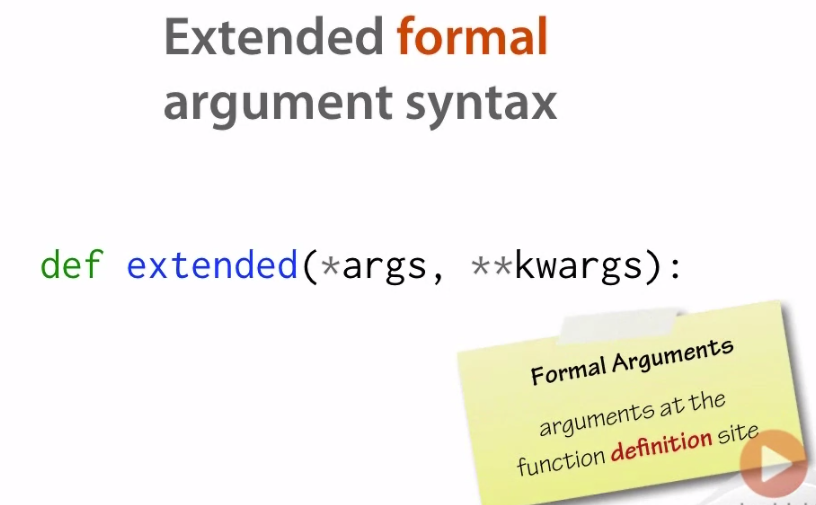 Extended formal
argument syntax
def extended(*args, **kwargs):
Formal Arguments
arguments at the
function definition site